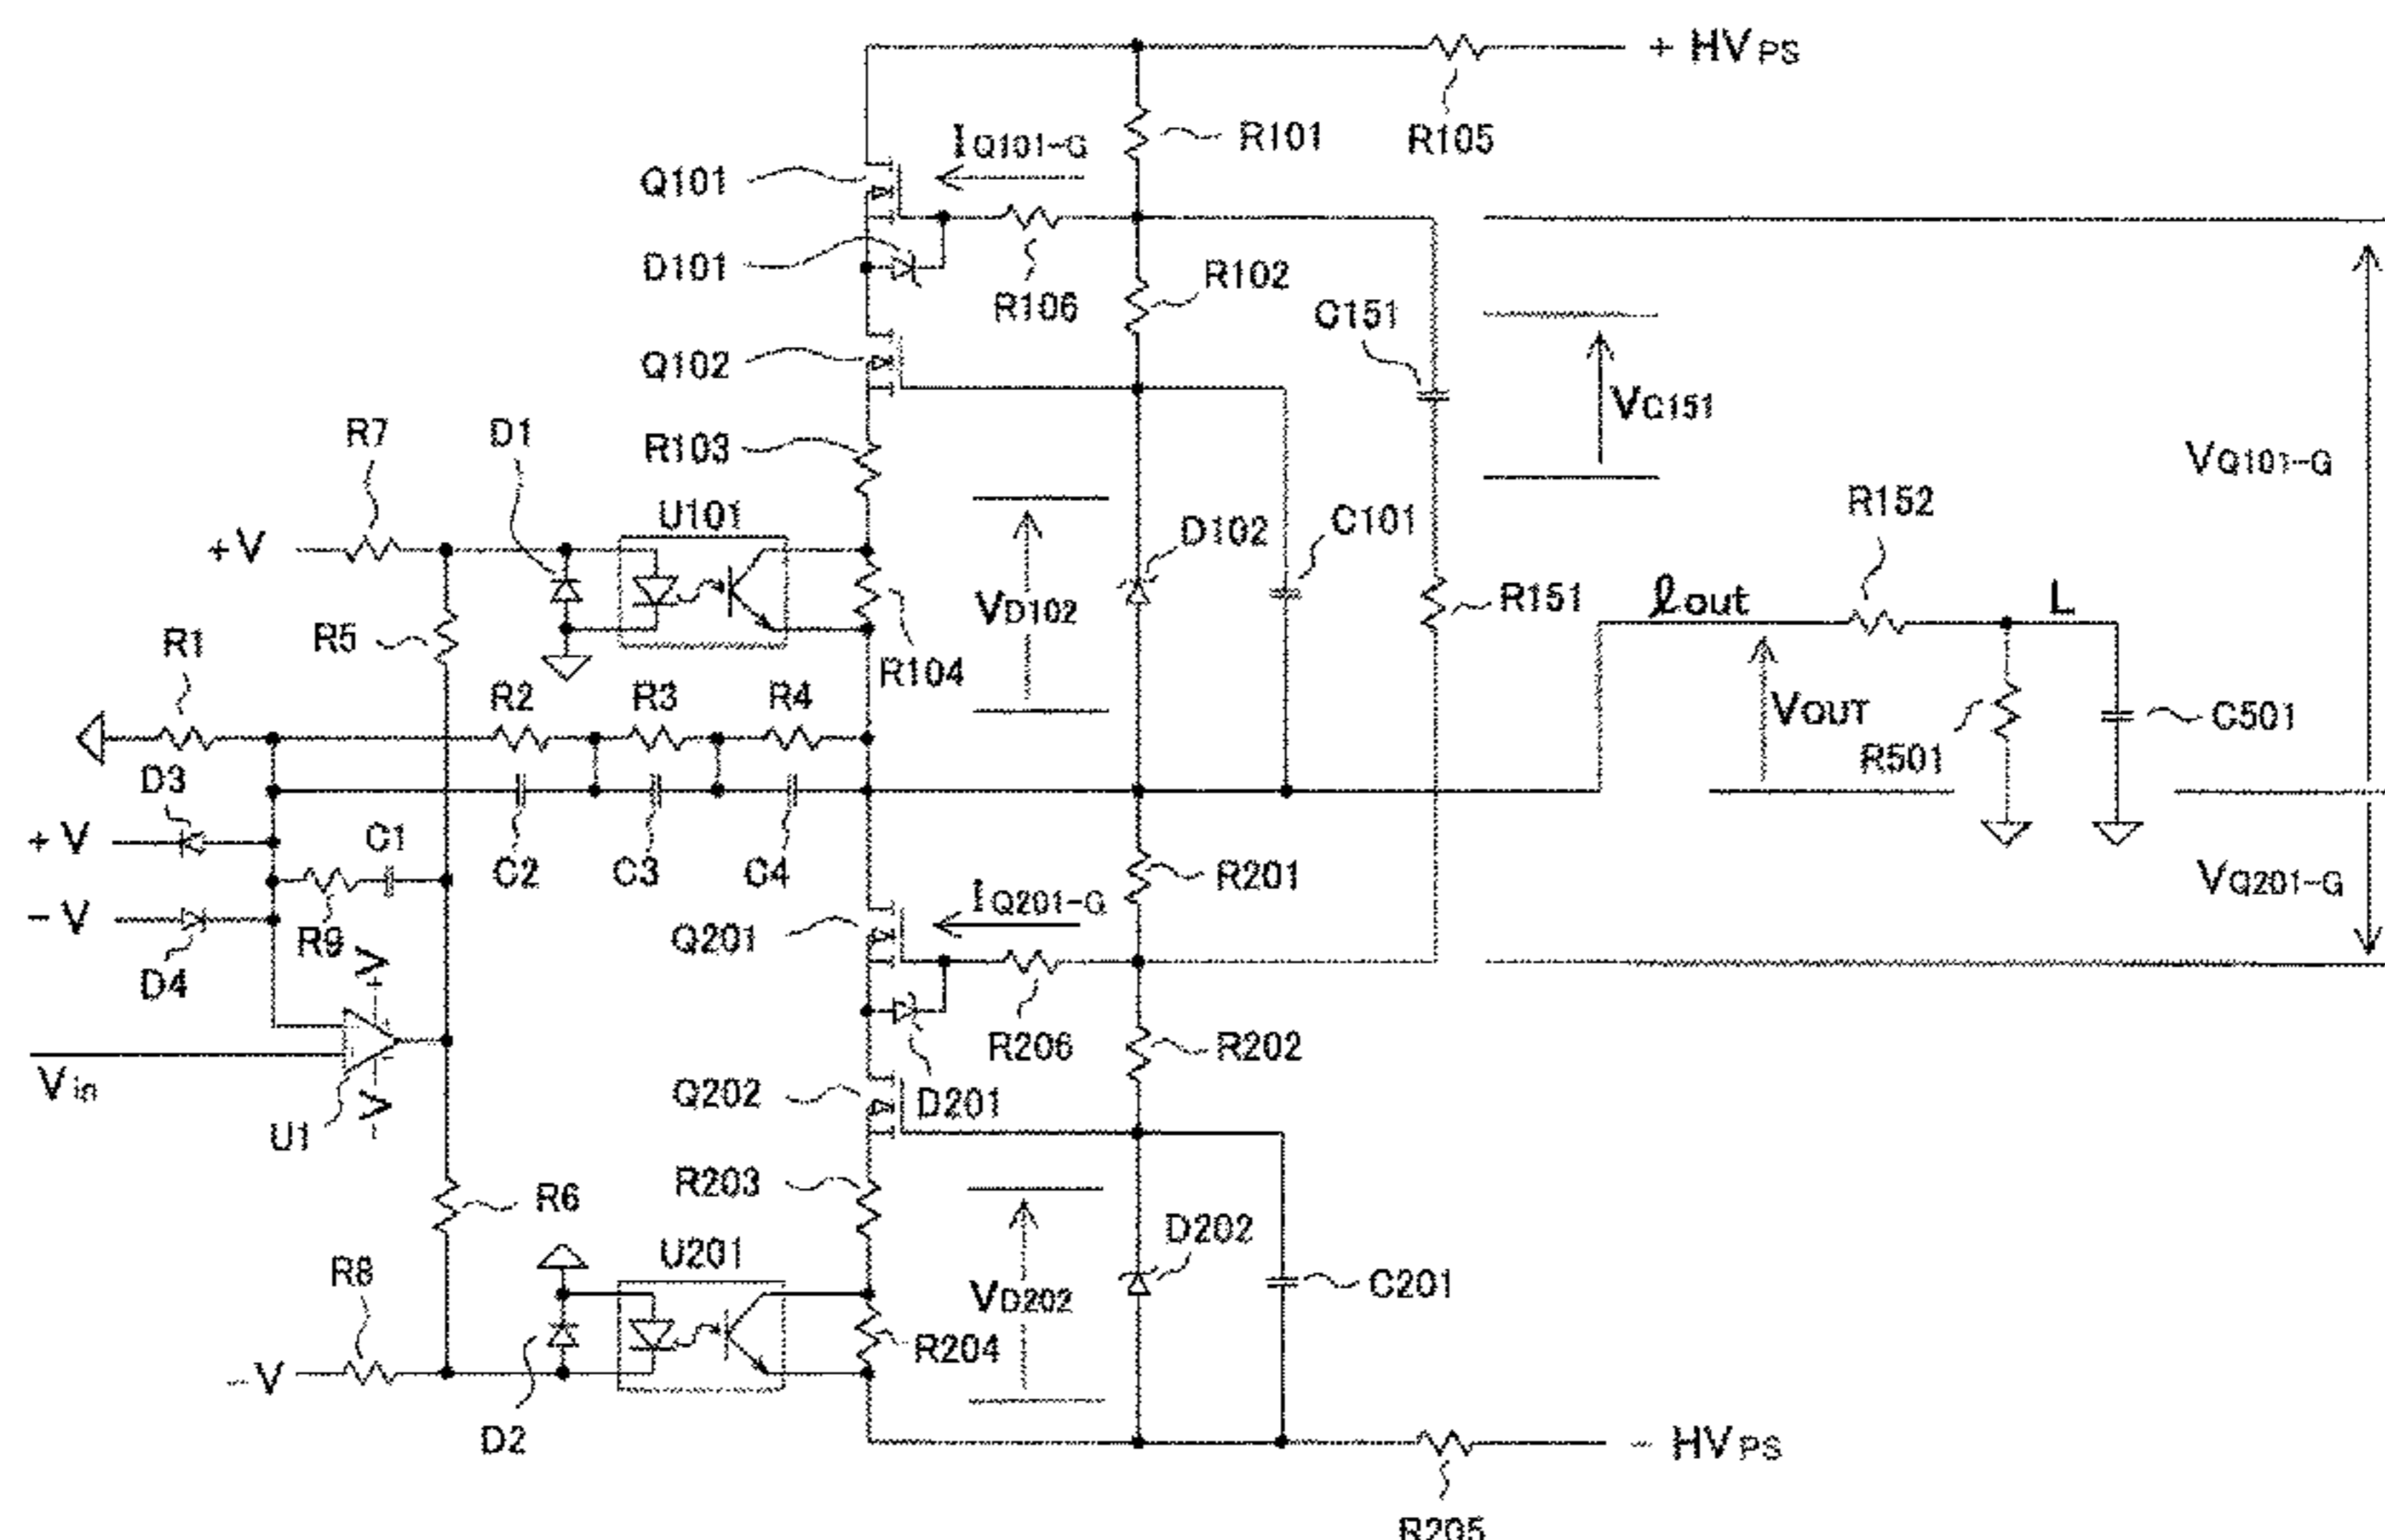 + HVPS
R105
R101
IQ101-G
Q101
D101
R106
R102
C151
Q102
VC151
R7
D1
R103
VQ101-G
R152
U101
D102
C101
+V
VD102
R151
ℓout
L
R1
R5
R104
R2
R3
R4
VOUT
R501
C501
D3
+V
C1
C2
C3
C4
R201
VQ201-G
-V
R9
IQ201-G
Q201
D4
+V
R206
R202
Vin
Q202
D201
-V
U1
R203
R6
D202
U201
R8
VD202
C201
R204
-V
D2
- HVPS
R205